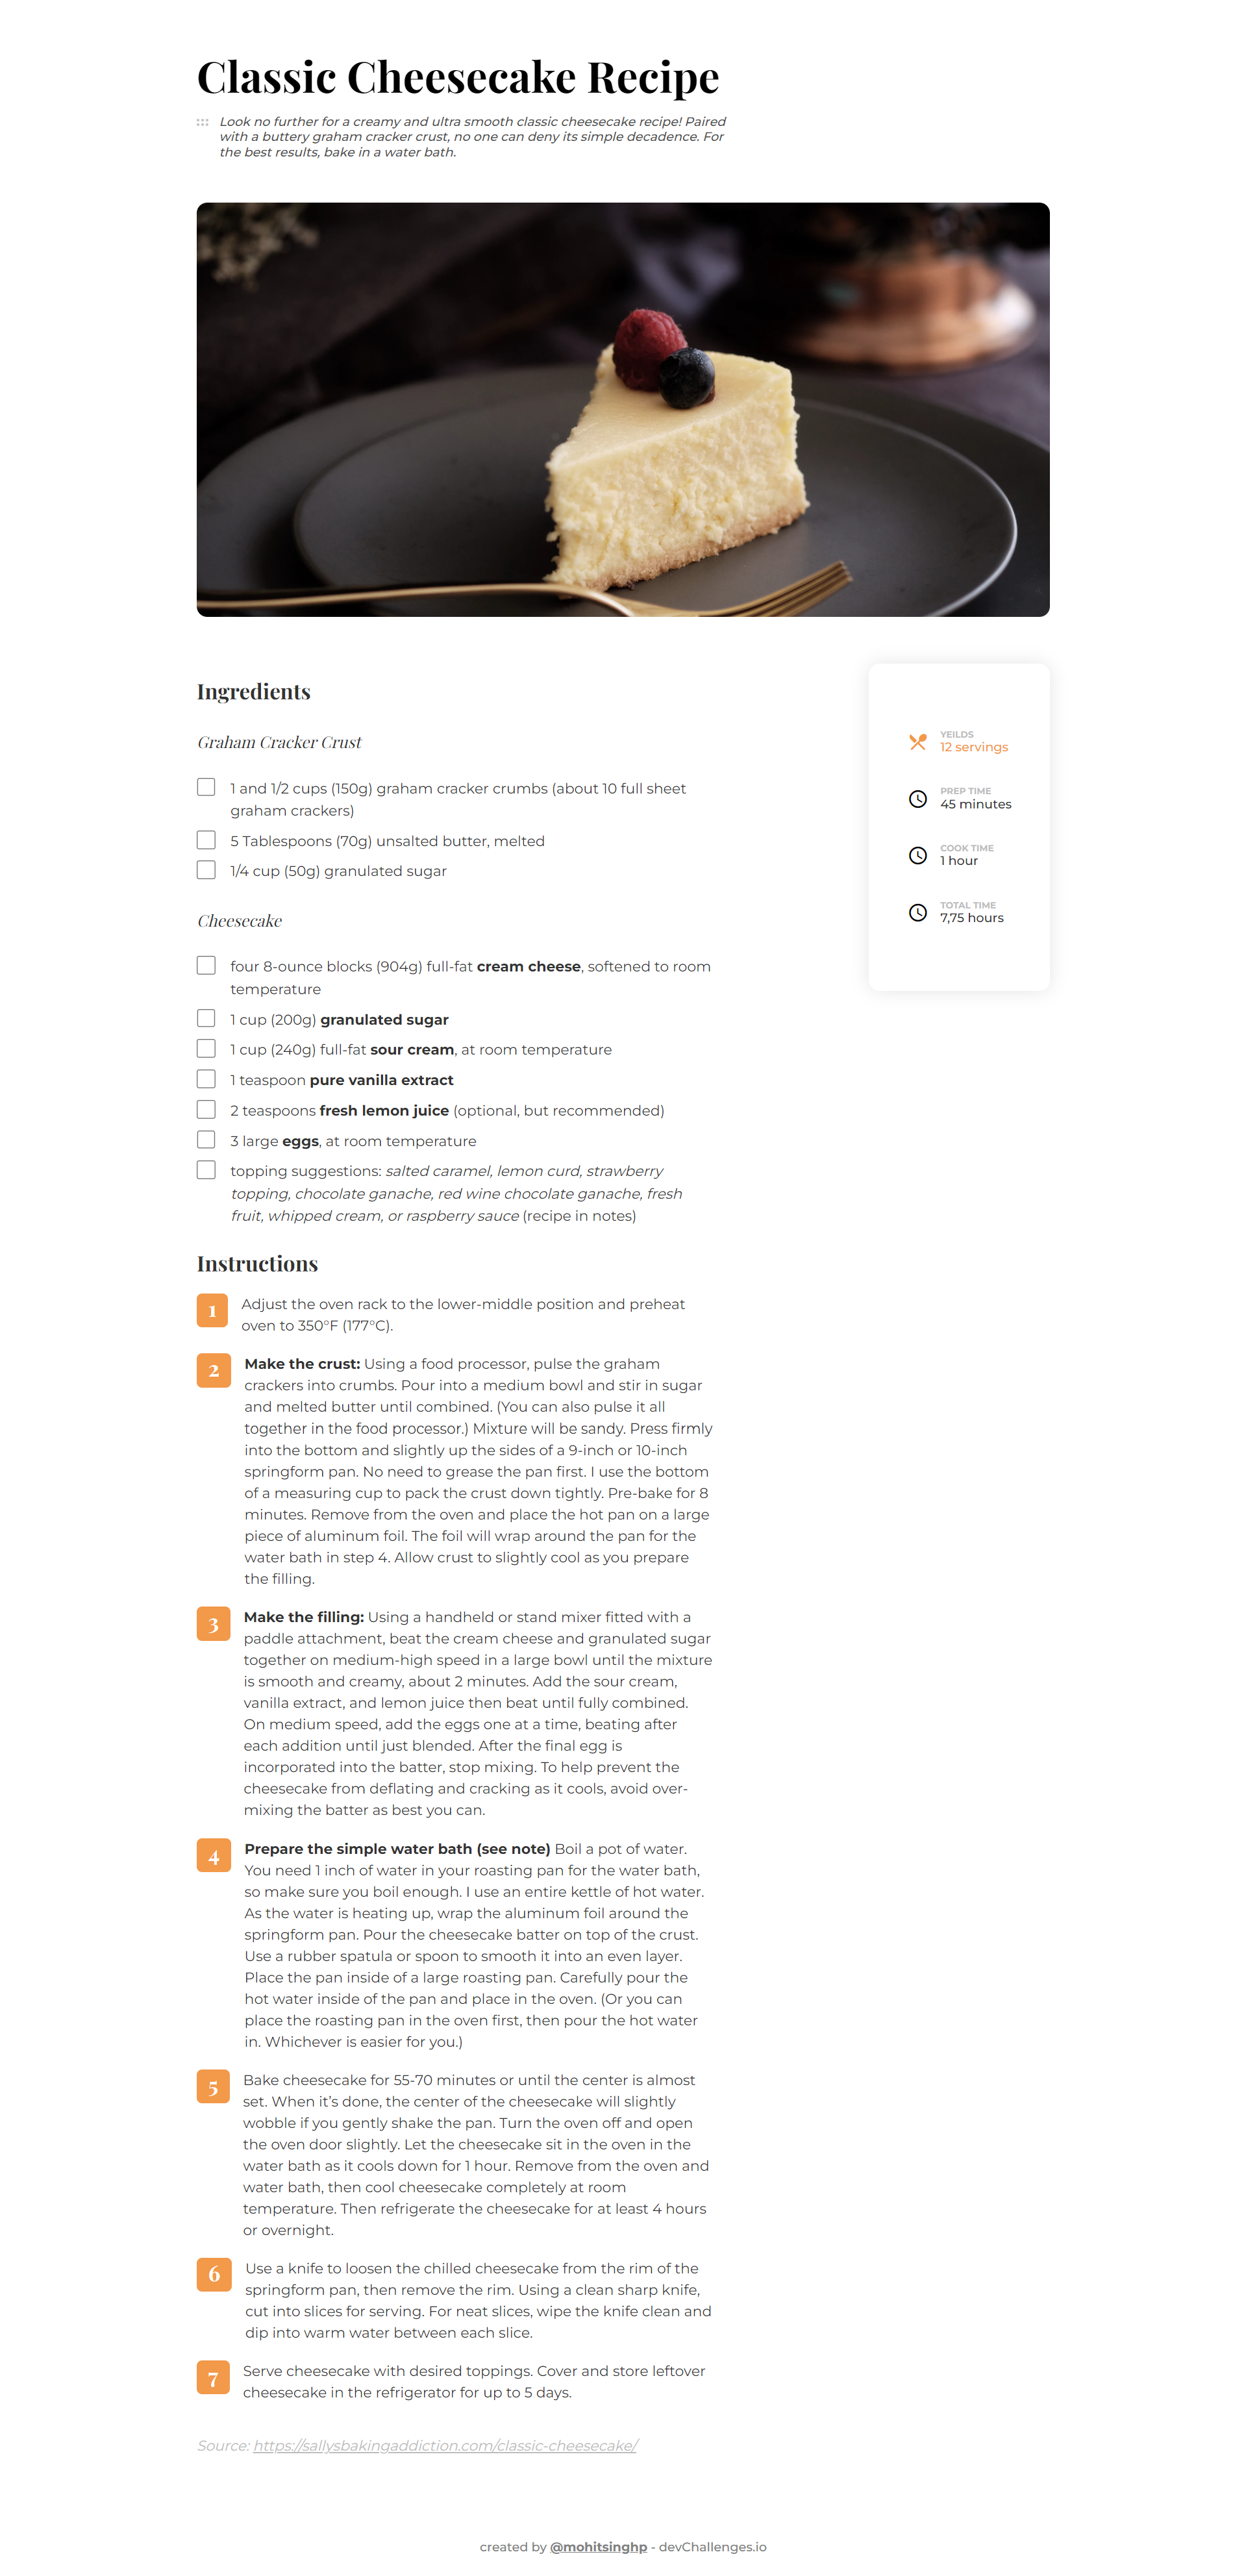 Classic Cheesecake Recipe
Look no further for a creamy and ultra smooth classic cheesecake recipe! Paired
with a buttery graham cracker crust, no one can deny its simple decadence. For
the best results, bake in a water bath.
Ingredients
Graham Cracker Crust
1 and 1/2 cups (150g) graham cracker crumbs (about 10 full sheet
graham crackers)
5 Tablespoons (70g) unsalted butter, melted
1/4 cup (50g) granulated sugar
Cheesecake
four 8-ounce blocks (904g) full-fat cream cheese, softened to room
temperature
1 cup (200g) granulated sugar
1 cup (240g) full-fat sour cream, at room temperature
1 teaspoon pure vanilla extract
2 teaspoons fresh lemon juice (optional, but recommended)
3 large eggs, at room temperature
topping suggestions: salted caramel, lemon curd, strawberry
topping, chocolate ganache, red wine chocolate ganache, fresh
fruit, whipped cream, or raspberry sauce (recipe in notes)
YEILDS
12 servings
PREP TIME
45 minutes
COOK TIME
1 hour
TOTAL TIME
7,75 hours
Instructions
1 Adjust the oven rack to the lower-middle position and preheat
oven to 350°F (177°C).
2 Make the crust: Using a food processor, pulse the graham
crackers into crumbs. Pour into a medium bowl and stir in sugar
and melted butter until combined. (You can also pulse it all
together in the food processor.) Mixture will be sandy. Press firmly
into the bottom and slightly up the sides of a 9-inch or 10-inch
springform pan. No need to grease the pan first. I use the bottom
of a measuring cup to pack the crust down tightly. Pre-bake for 8
minutes. Remove from the oven and place the hot pan on a large
piece of aluminum foil. The foil will wrap around the pan for the
water bath in step 4. Allow crust to slightly cool as you prepare
the filling.
3 Make the filling: Using a handheld or stand mixer fitted with a
paddle attachment, beat the cream cheese and granulated sugar
together on medium-high speed in a large bowl until the mixture
is smooth and creamy, about 2 minutes. Add the sour cream,
vanilla extract, and lemon juice then beat until fully combined.
On medium speed, add the eggs one at a time, beating after
each addition until just blended. After the final egg is
incorporated into the batter, stop mixing. To help prevent the
cheesecake from deflating and cracking as it cools, avoid over-
mixing the batter as best you can.
4 Prepare the simple water bath (see note) Boil a pot of water.
You need 1 inch of water in your roasting pan for the water bath,
so make sure you boil enough. I use an entire kettle of hot water.
As the water is heating up, wrap the aluminum foil around the
springform pan. Pour the cheesecake batter on top of the crust.
Use a rubber spatula or spoon to smooth it into an even layer.
Place the pan inside of a large roasting pan. Carefully pour the
hot water inside of the pan and place in the oven. (Or you can
place the roasting pan in the oven first, then pour the hot water
in. Whichever is easier for you.)
5 Bake cheesecake for 55-70 minutes or until the center is almost
set. When it's done, the center of the cheesecake will slightly
wobble if you gently shake the pan. Turn the oven off and open
the oven door slightly. Let the cheesecake sit in the oven in the
water bath as it cools down for 1 hour. Remove from the oven and
water bath, then cool cheesecake completely at room
temperature. Then refrigerate the cheesecake for at least 4 hours
or overnight.
6 Use a knife to loosen the chilled cheesecake from the rim of the
springform pan, then remove the rim. Using a clean sharp knife,
cut into slices for serving. For neat slices, wipe the knife clean and
dip into warm water between each slice.
7 Serve cheesecake with desired toppings. Cover and store leftover
cheesecake in the refrigerator for up to 5 days.
Source: https://sallysbakingaddiction.com/classic-cheesecake/
created by @mohitsinghp - devChallenges.io